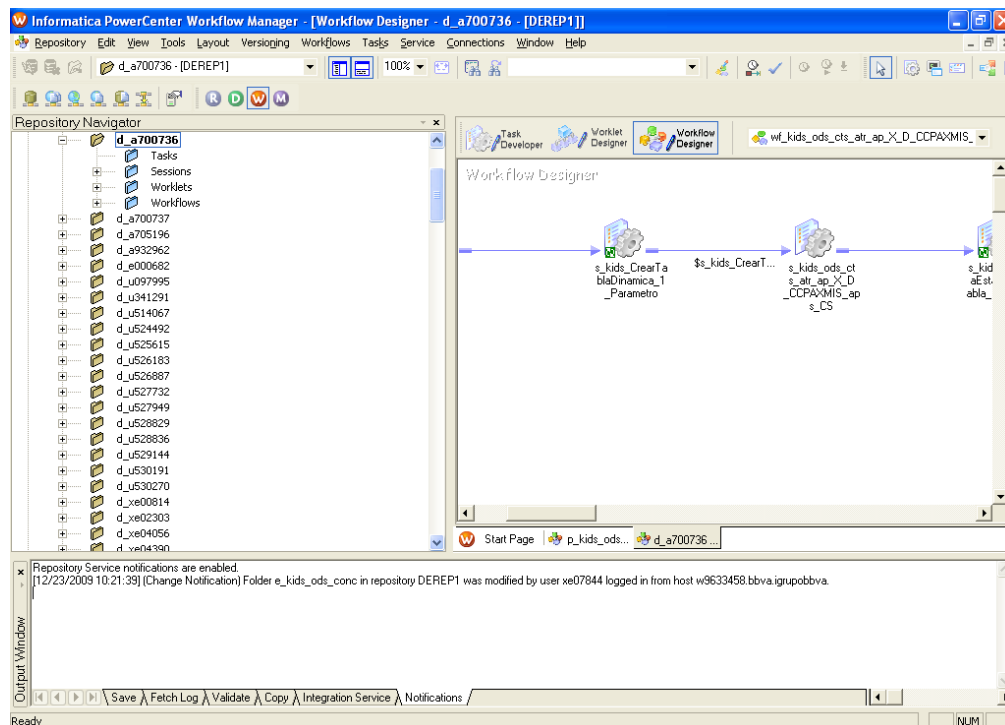 Informatica PowerCenter Workflow Manager - [Workflow Designer - d_a700736 - [DEREP1]]
Repository Edit View Tools Layout Versioning Workflows Tasks Service Connections Window Help
d_a700736 - [DEREP1]
100%
R D W M
Repository Navigator
d_a700736
Tasks
Sessions
Worklets
Workflows
d_a700737
d_a705196
d_a932962
d_e000682
d_u097995
d_u341291
d_u514067
d_u524492
d_u525615
d_u526183
d_u526887
d_u527732
d_u527949
d_u528829
d_u528836
d_u529144
d_u530191
d_u530270
d_xe00814
d_xe02303
d_xe04056
d_xe04390
Task Developer
Worklet Designer
Workflow Designer
wf_kids_ods_cts_atr_ap_X_D_CCPAXMIS_
Workflow Designer
s_kids_CrearTa
blaDinamica_1
_Parametro
$s_kids_CrearT...
s_kids_ods_ct
s_atr_ap_X_D
_CCPAXMIS_ap
s_CS
s_kid
aEst
abla_
Start Page
p_kids_ods...
d_a700736 ...
Repository Service notifications are enabled.
[12/23/2009 10:21:39] (Change Notification) Folder e_kids_ods_conc in repository DEREP1 was modified by user xe07844 logged in from host w9633458.bbva.igrupobbva.
Output Window
Save Fetch Log Validate Copy Integration Service Notifications
Ready
NUM